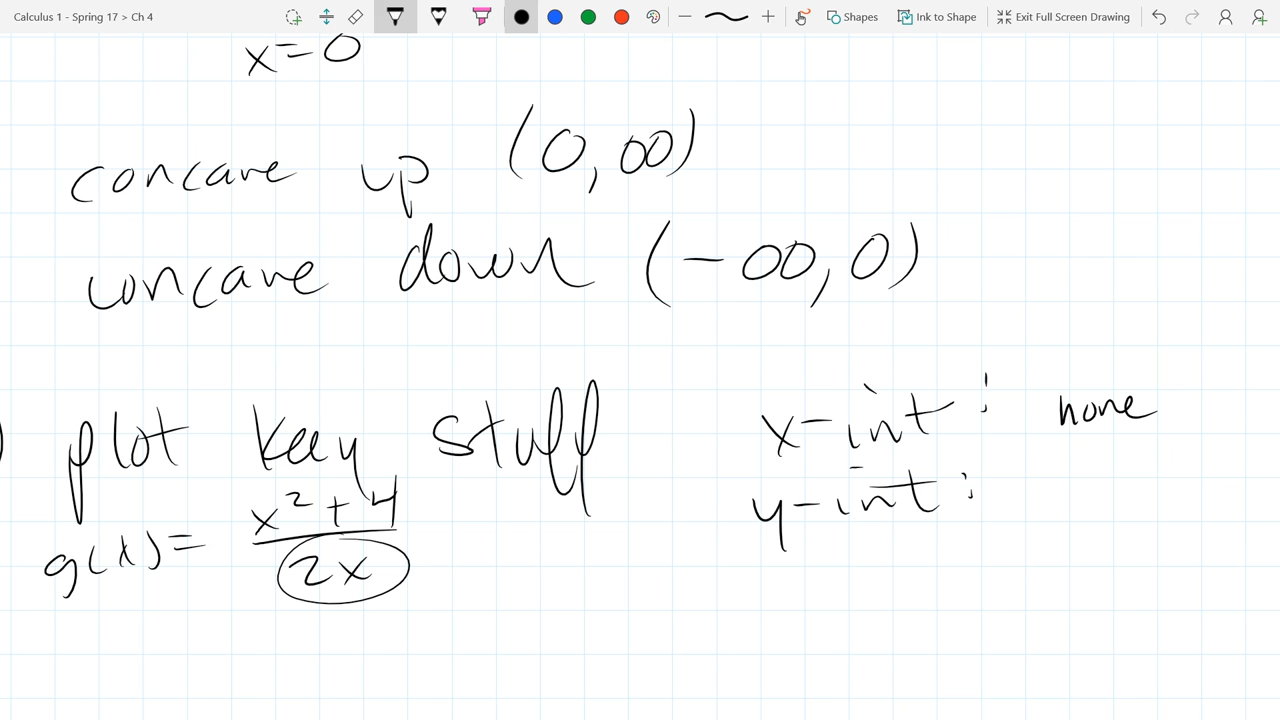 Calculus 1 - Spring 17 > Ch 4
Shapes
Ink to Shape
Exit Full Screen Drawing
x=0
concave up (0,∞)
concave down (-∞,0)
) plot key stuff
x-int: none
y-int:
g(x)= x²+4 / 2x